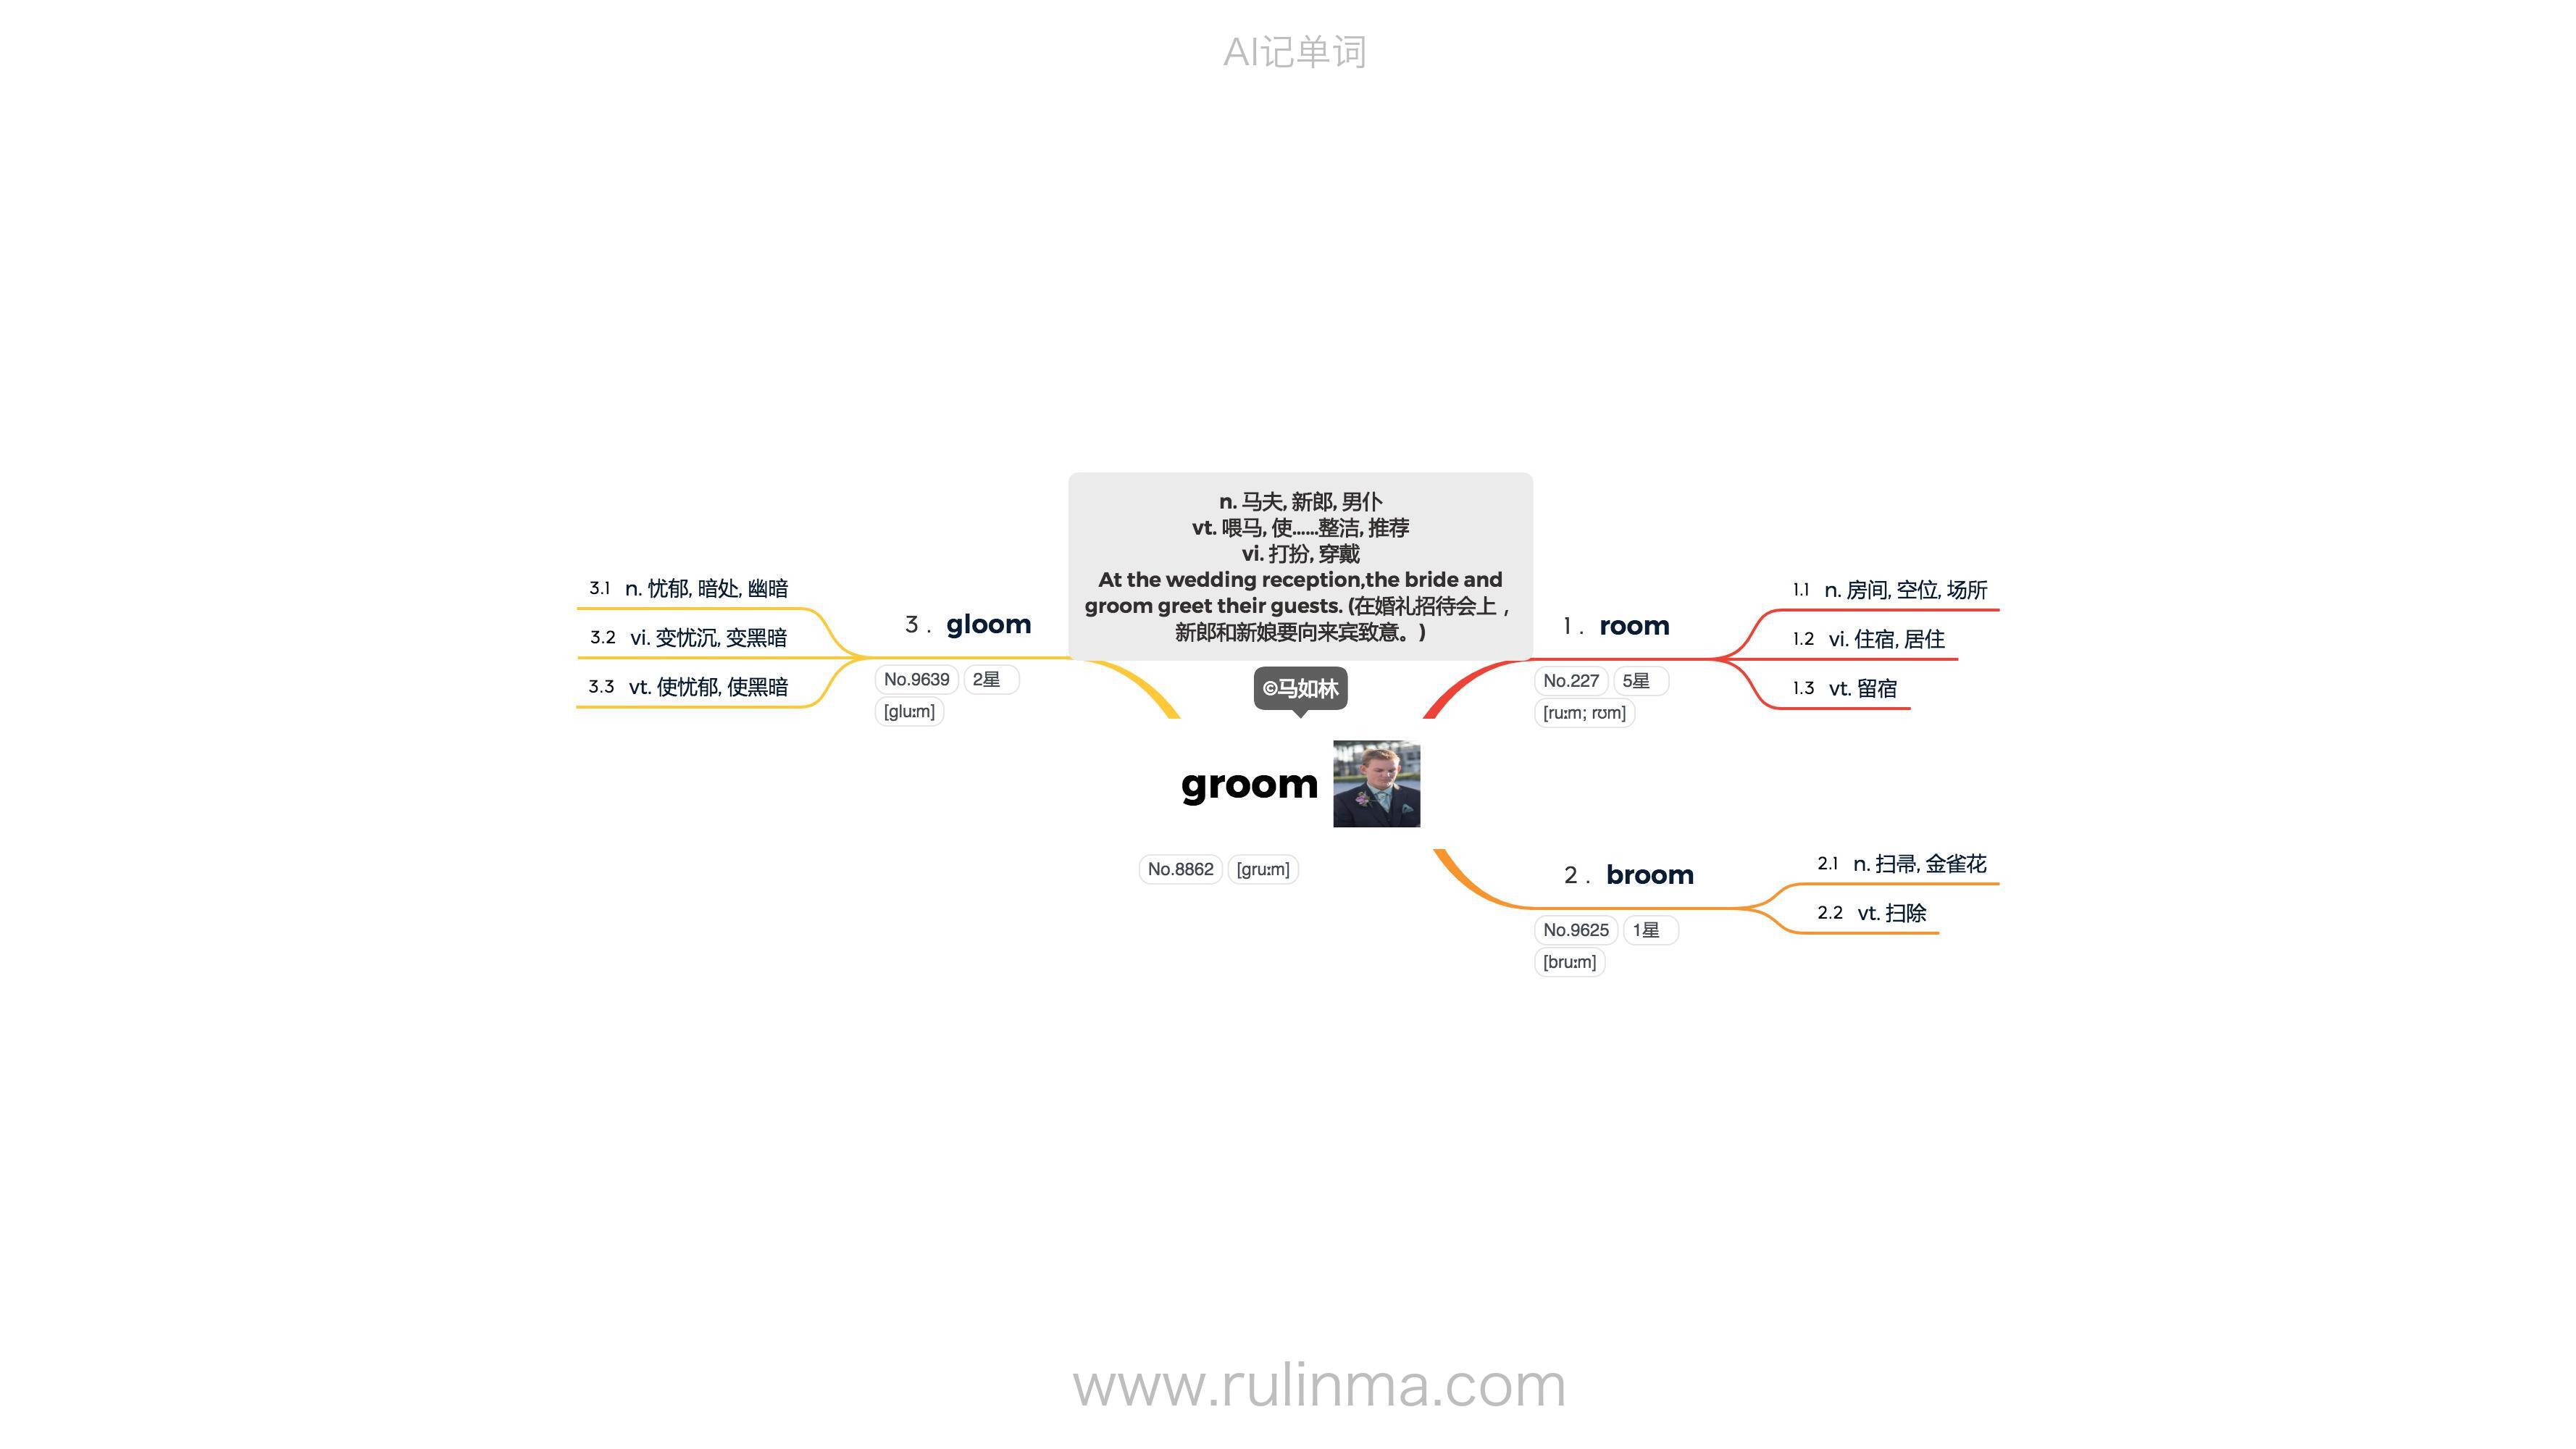 AI记单词
n. 马夫, 新郎, 男仆
vt. 喂马, 使……整洁, 推荐
vi. 打扮, 穿戴
At the wedding reception,the bride and
groom greet their guests. (在婚礼招待会上，
新郎和新娘要向来宾致意。)
©马如林
groom
No.8862 [gruːm]
1. room
No.227 5星
[ruːm; rʊm]
1.1 n. 房间, 空位, 场所
1.2 vi. 住宿, 居住
1.3 vt. 留宿
2. broom
No.9625 1星
[bruːm]
2.1 n. 扫帚, 金雀花
2.2 vt. 扫除
3. gloom
No.9639 2星
[gluːm]
3.1 n. 忧郁, 暗处, 幽暗
3.2 vi. 变忧沉, 变黑暗
3.3 vt. 使忧郁, 使黑暗
www.rulinma.com